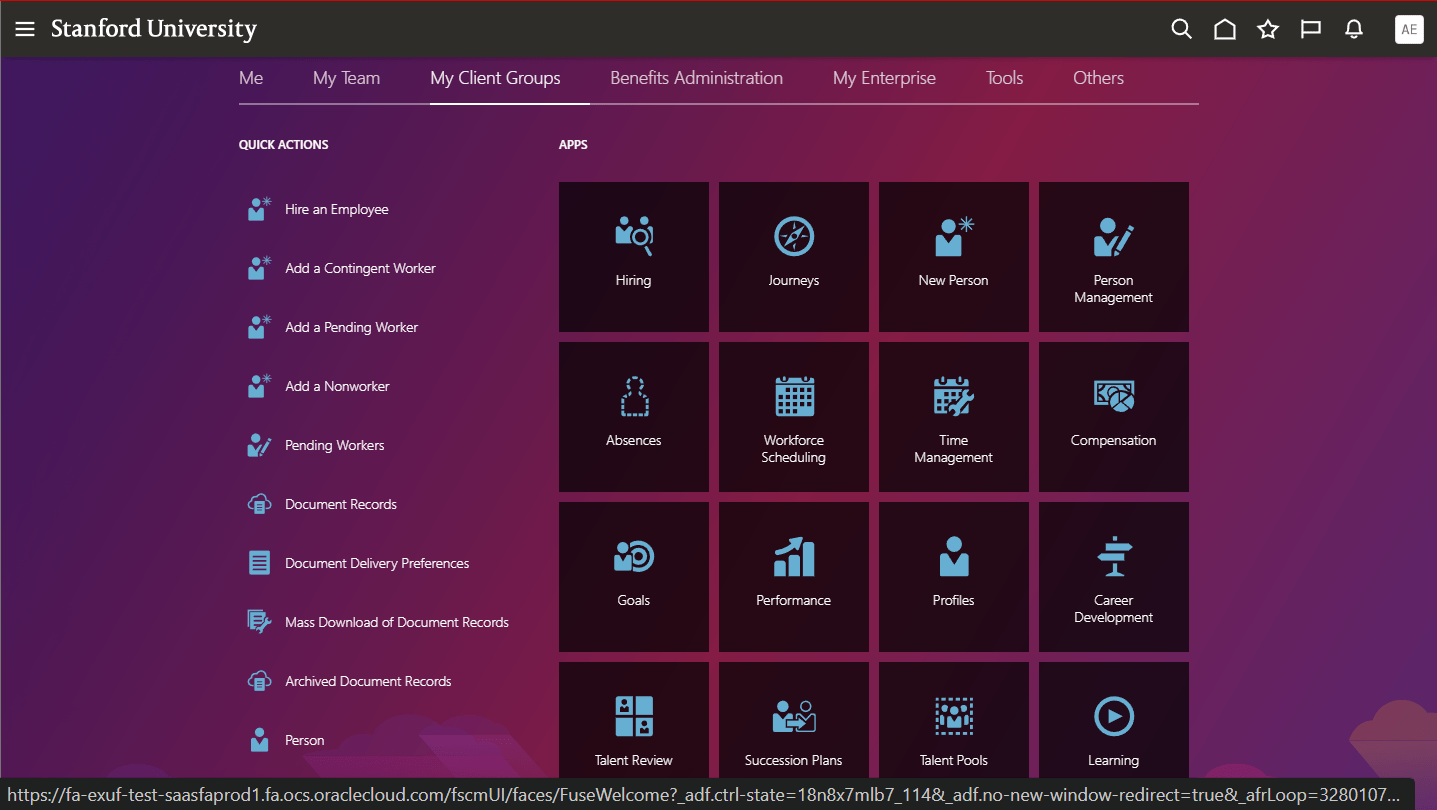 Stanford University
AE
Me
My Team
My Client Groups
Benefits Administration
My Enterprise
Tools
Others
QUICK ACTIONS
Hire an Employee
Add a Contingent Worker
Add a Pending Worker
Add a Nonworker
Pending Workers
Document Records
Document Delivery Preferences
Mass Download of Document Records
Archived Document Records
Person
APPS
Hiring
Journeys
New Person
Person
Management
Absences
Workforce
Scheduling
Time
Management
Compensation
Goals
Performance
Profiles
Career
Development
Talent Review
Succession Plans
Talent Pools
Learning
https://fa-exuf-test-saasfaprod1.fa.ocs.oraclecloud.com/fscmUI/faces/FuseWelcome?_adf.ctrl-state=18n8x7mlb7_114&_adf.no-new-window-redirect=true&_afrLoop=3280107...